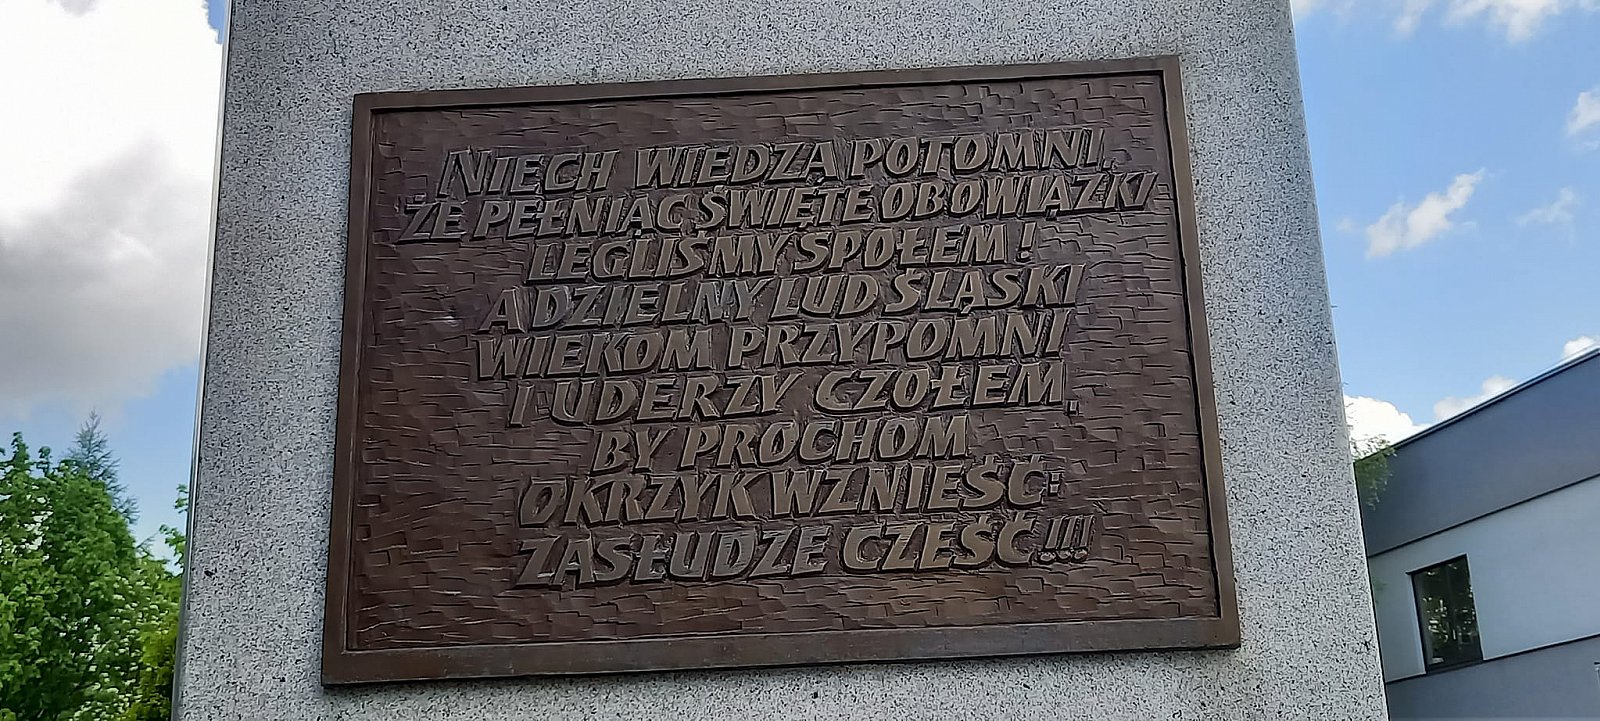 NIECH WIEDZĄ POTOMNI,
ŻE PEŁNIĄC ŚWIĘTE OBOWIĄZKI
LEGLIŚMY SPOŁEM!
A DZIELNY LUD ŚLĄSKI
WIEKOM PRZYPOMNI
I UDERZY CZOŁEM,
BY PROCHOM
OKRZYK WZNIEŚĆ:
ZASŁUDZE CZEŚĆ!!!